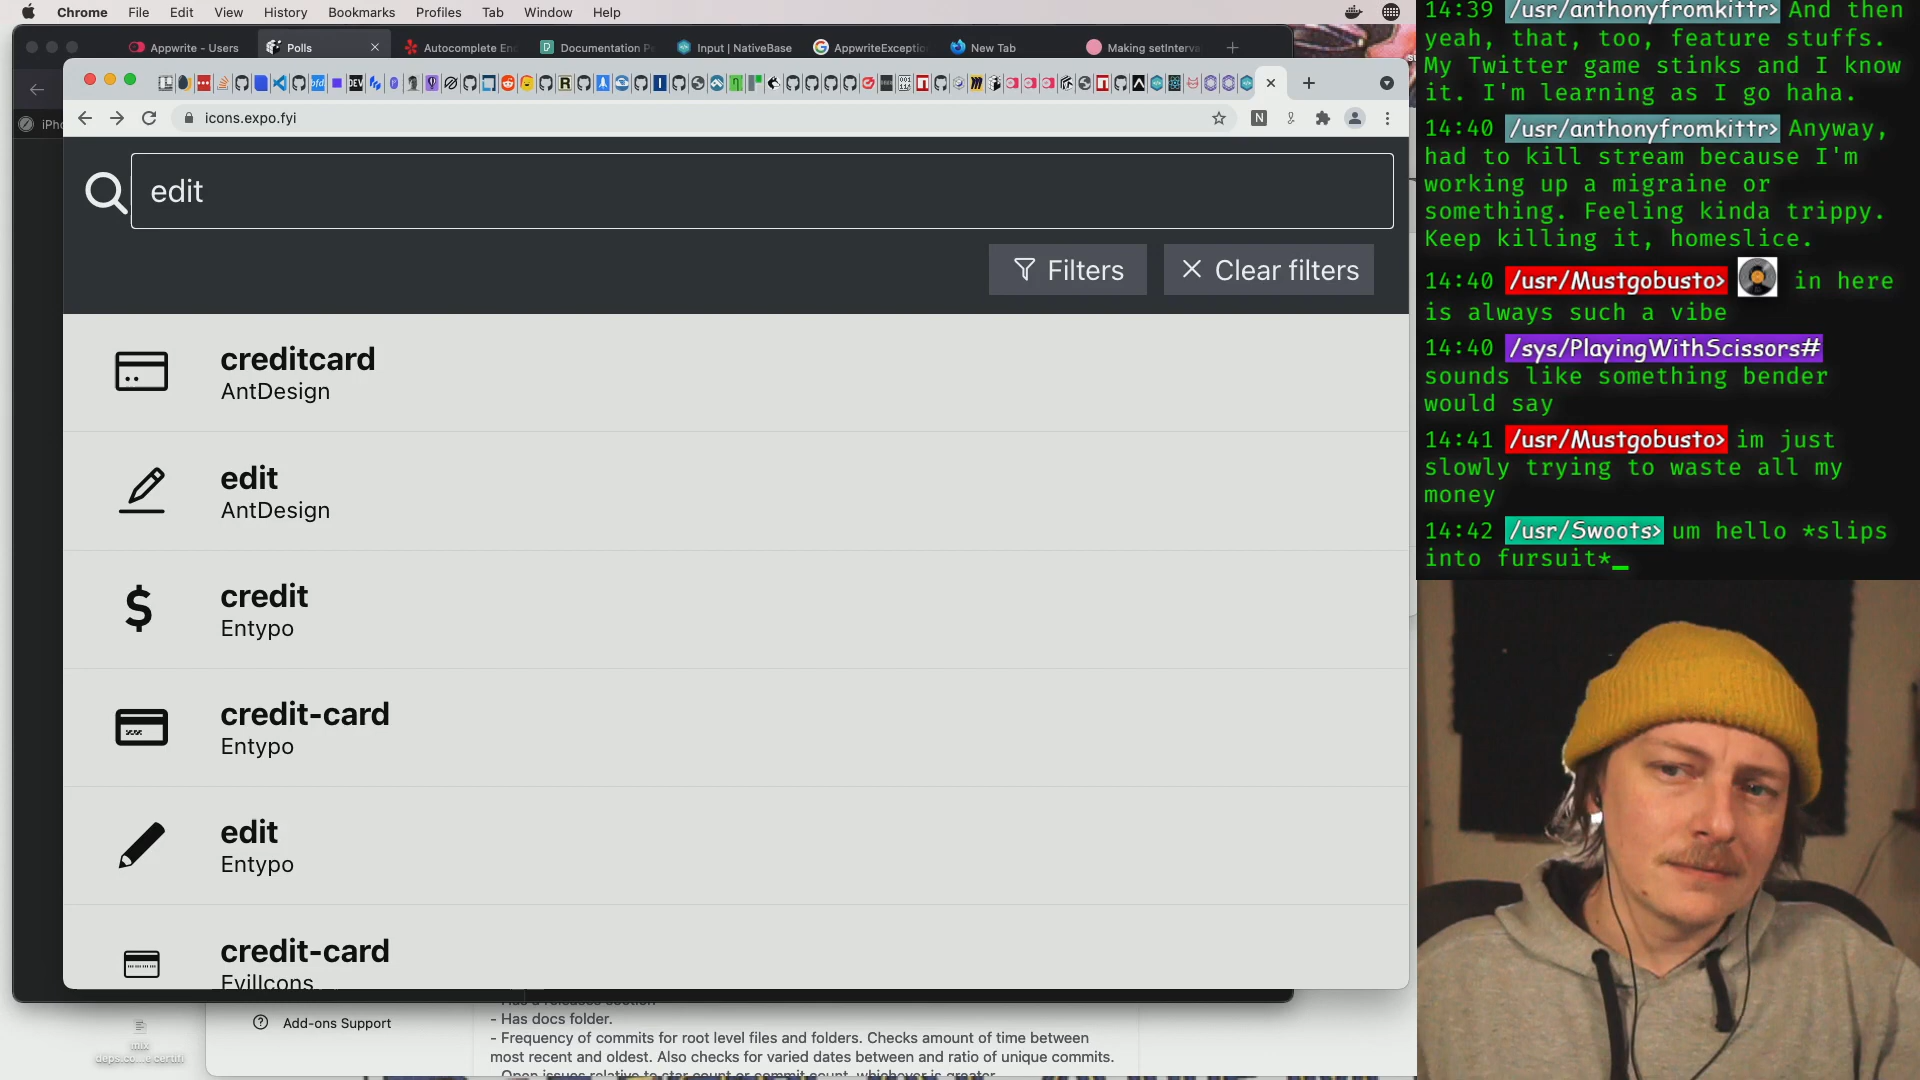 Chrome File Edit View History Bookmarks Profiles Tab Window Help
Appwrite - Users
Polls
Autocomplete
Documentation
Input | NativeBase
AppwriteExceptio
New Tab
Making setInterva
icons.expo.fyi
edit
Filters
Clear filters
creditcard
AntDesign
edit
AntDesign
credit
Entypo
credit-card
Entypo
edit
Entypo
credit-card
EvilIcons
Add-ons Support
- Has docs folder.
- Frequency of commits for root level files and folders. Checks amount of time between
most recent and oldest. Also checks for varied dates between and ratio of unique commits.
14:39 /usr/anthonyfromkittr> And then
yeah, that, too, feature stuffs.
My Twitter game stinks and I know
it. I'm learning as I go haha.
14:40 /usr/anthonyfromkittr> Anyway,
had to kill stream because I'm
working up a migraine or
something. Feeling kinda trippy.
Keep killing it, homeslice.
14:40 /usr/Mustgobusto> in here
is always such a vibe
14:40 /sys/PlayingWithScissors#
sounds like something bender
would say
14:41 /usr/Mustgobusto> im just
slowly trying to waste all my
money
14:42 /usr/Swoots> um hello *slips
into fursuit*_